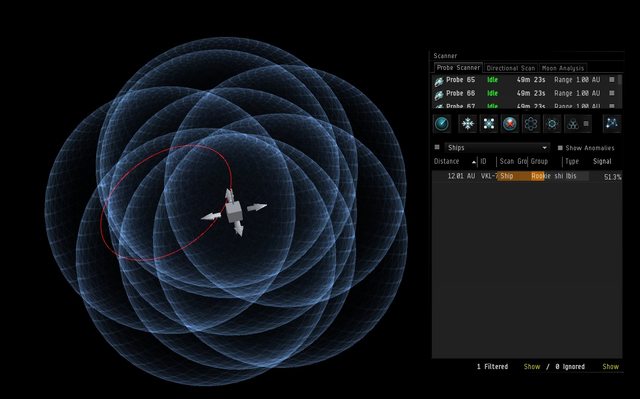 Scanner
Probe Scanner Directional Scan Moon Analysis
Probe 65 Idle 49m 23s Range 1.00 AU
Probe 66 Idle 49m 23s Range 1.00 AU
Probe 67 Idle 49m 23s Range 1.00 AU
Ships Show Anomalies
Distance ID Scan Gro Group Type Signal
12.01 AU VKL-7 Ship Rookie shi Ibis 51.3%
1 Filtered Show / 0 Ignored Show